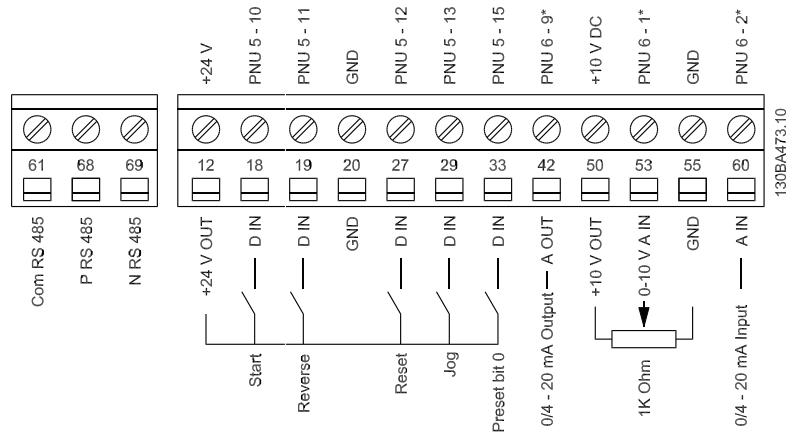 +24 V
PNU 5 - 10
PNU 5 - 11
GND
PNU 5 - 12
PNU 5 - 13
PNU 5 - 15
PNU 6 - 9*
+10 V DC
PNU 6 - 1*
GND
PNU 6 - 2*
61
68
69
12
18
19
20
27
29
33
42
50
53
55
60
130BA473.10
Com RS 485
P RS 485
N RS 485
+24 V OUT
D IN
D IN
GND
D IN
D IN
D IN
0/4 - 20 mA Output
A OUT
+10 V OUT
0-10 V A IN
GND
A IN
Start
Reverse
Reset
Jog
Preset bit 0
1K Ohm
0/4 - 20 mA Input